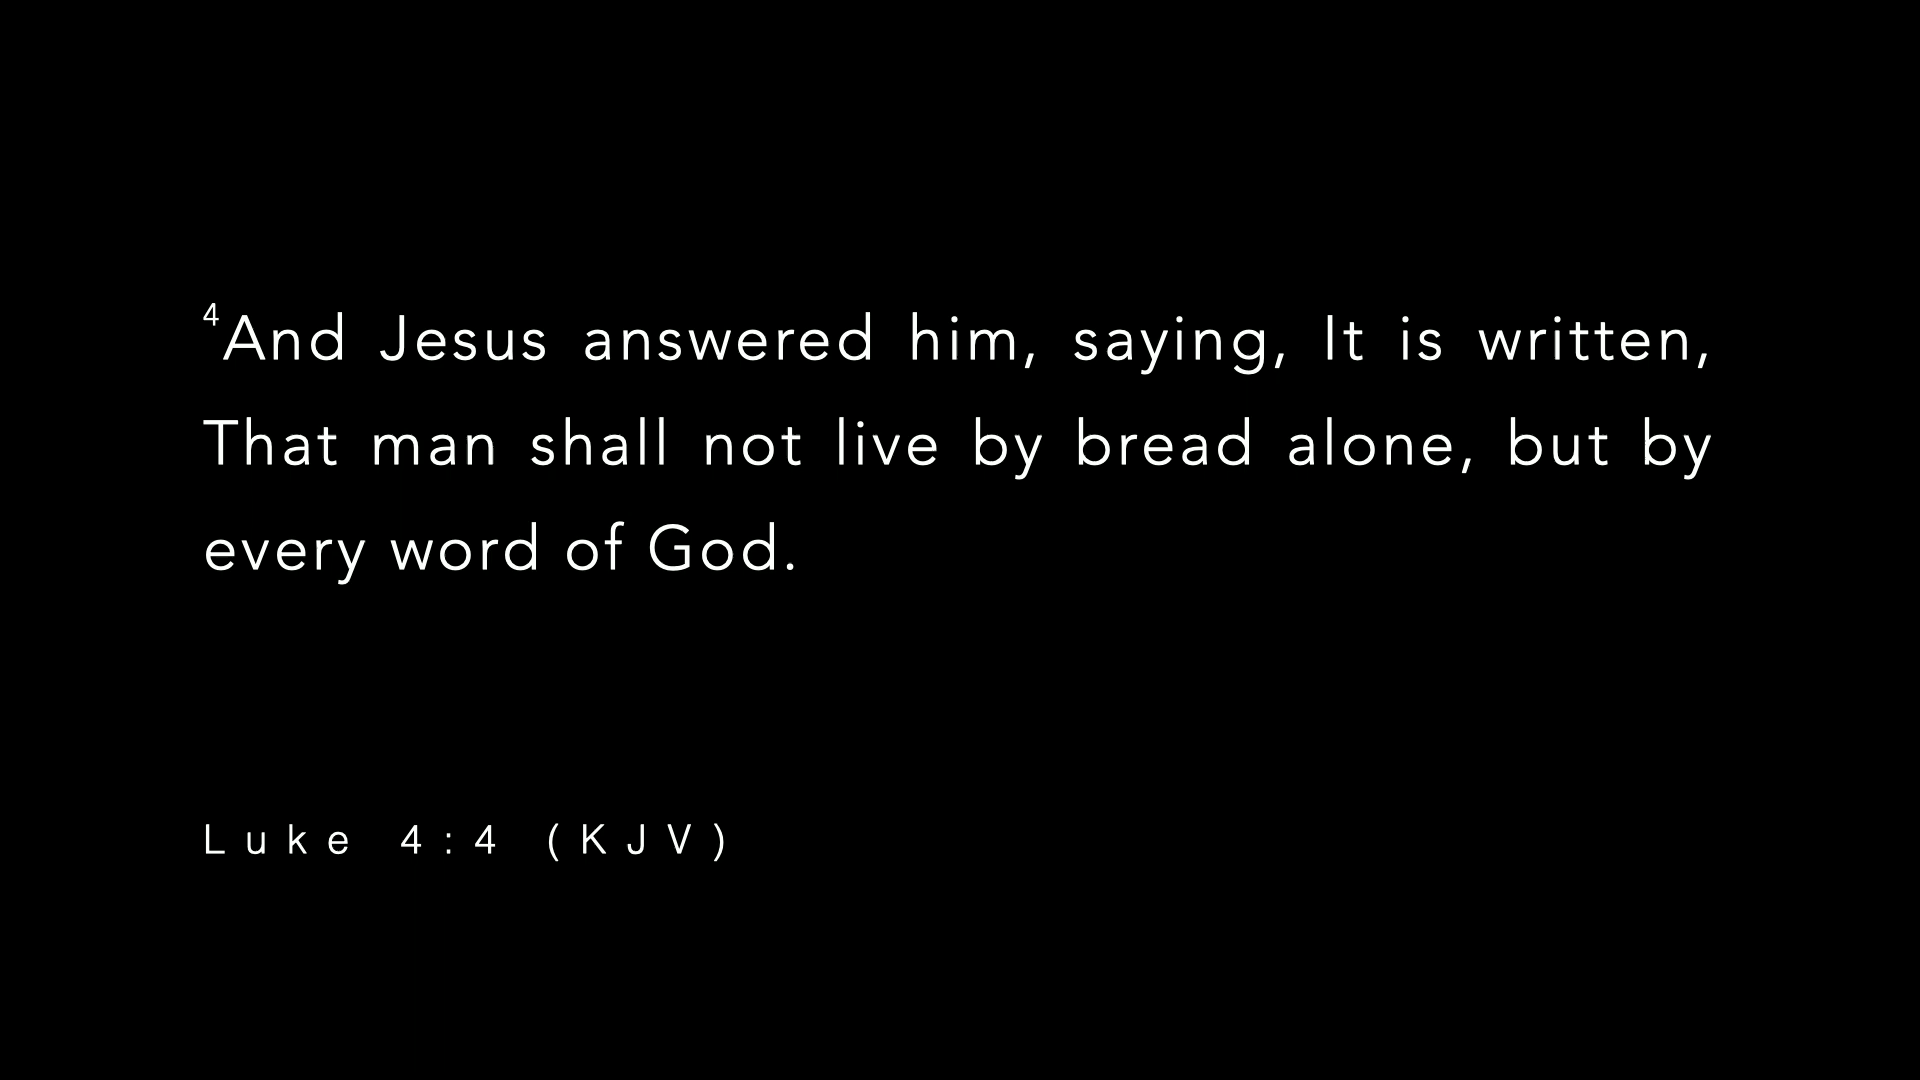 4And Jesus answered him, saying, It is written,
That man shall not live by bread alone, but by
every word of God.
Luke 4:4 (KJV)